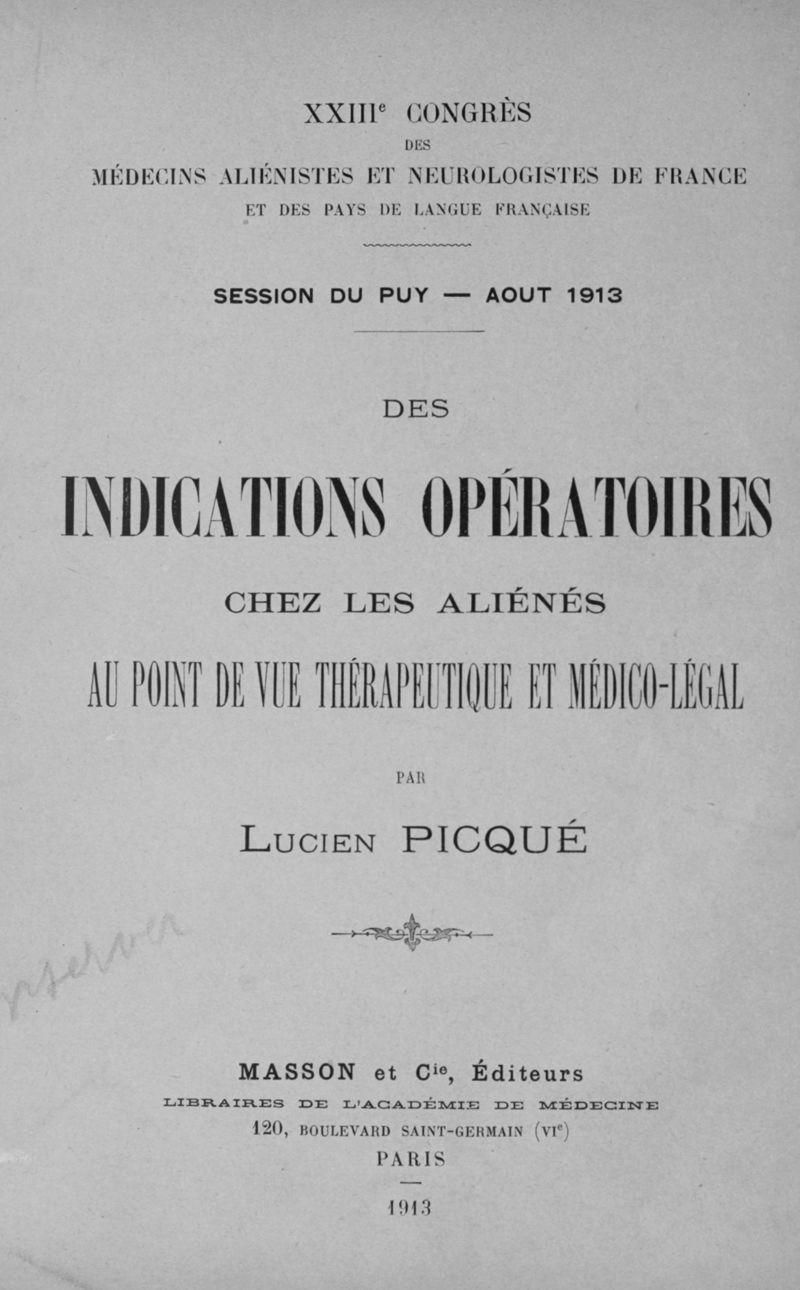 XXIIIe CONGRÈS
DES
MÉDECINS ALIÉNISTES ET NEUROLOGISTES DE FRANCE
ET DES PAYS DE LANGUE FRANÇAISE
SESSION DU PUY — AOUT 1913
DES
INDICATIONS OPÉRATOIRES
CHEZ LES ALIÉNÉS
AU POINT DE VUE THÉRAPEUTIQUE ET MÉDICO-LÉGAL
PAR
LUCIEN PICQUÉ
MASSON et Cie, Éditeurs
LIBRAIRES DE L'ACADÉMIE DE MÉDECINE
120, BOULEVARD SAINT-GERMAIN (VIe)
PARIS
1913